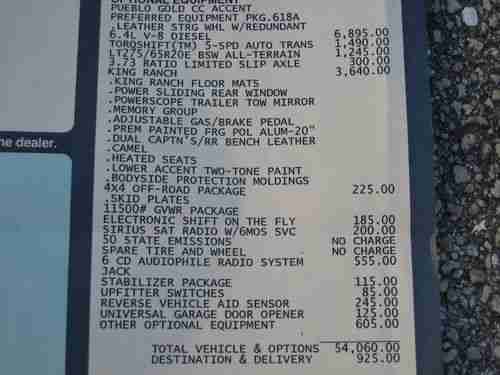 OPTIONAL EQUIPMENT
PUEBLO GOLD CC ACCENT
PREFERRED EQUIPMENT PKG.618A
.LEATHER STRG WHL W/REDUNDANT
6.4L V-8 DIESEL 6,895.00
TORQSHIFT(TM) 5-SPD AUTO TRANS 1,490.00
LT275/65R20E BSW ALL-TERRAIN 1,245.00
3.73 RATIO LIMITED SLIP AXLE 300.00
KING RANCH 3,640.00
.KING RANCH FLOOR MATS
.POWER SLIDING REAR WINDOW
.POWERSCOPE TRAILER TOW MIRROR
.MEMORY GROUP
.ADJUSTABLE GAS/BRAKE PEDAL
.PREM PAINTED FRG POL ALUM-20"
.DUAL CAPTN'S/RR BENCH LEATHER
.CAMEL
.HEATED SEATS
.LOWER ACCENT TWO-TONE PAINT
.BODYSIDE PROTECTION MOLDINGS
4X4 OFF-ROAD PACKAGE 225.00
.SKID PLATES
11500# GVWR PACKAGE
ELECTRONIC SHIFT ON THE FLY 185.00
SIRIUS SAT RADIO W/6MOS SVC 200.00
50 STATE EMISSIONS NO CHARGE
SPARE TIRE AND WHEEL NO CHARGE
6 CD AUDIOPHILE RADIO SYSTEM 555.00
JACK
STABILIZER PACKAGE 115.00
UPFITTER SWITCHES 85.00
REVERSE VEHICLE AID SENSOR 245.00
UNIVERSAL GARAGE DOOR OPENER 125.00
OTHER OPTIONAL EQUIPMENT 605.00
TOTAL VEHICLE & OPTIONS 54,060.00
DESTINATION & DELIVERY 925.00
he dealer.